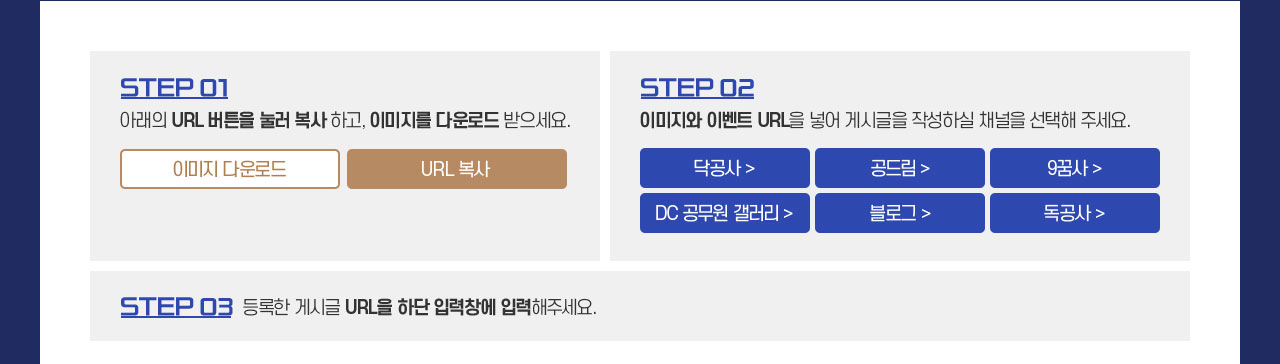 STEP 01
아래의 URL 버튼을 눌러 복사 하고, 이미지를 다운로드 받으세요.
이미지 다운로드
URL 복사
STEP 02
이미지와 이벤트 URL을 넣어 게시글을 작성하실 채널을 선택해 주세요.
닥공사 >
공드림 >
9꿈사 >
DC 공무원 갤러리 >
블로그 >
독공사 >
STEP 03 등록한 게시글 URL을 하단 입력창에 입력해주세요.